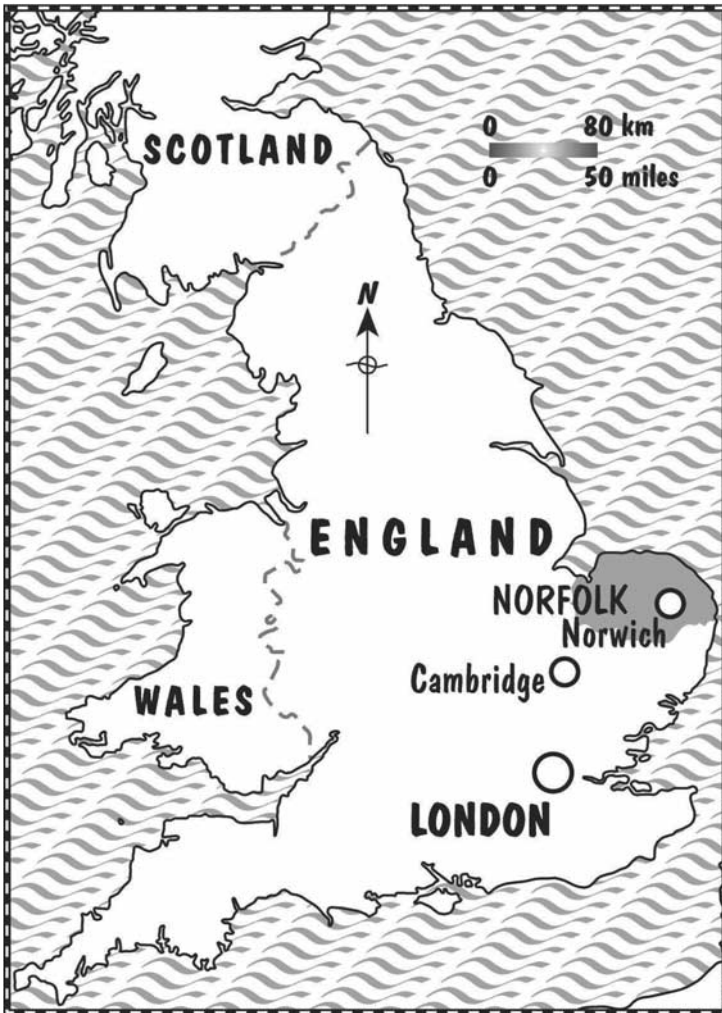 0 80 km
0 50 miles
SCOTLAND
N
ENGLAND
NORFOLK
Norwich
Cambridge
WALES
LONDON